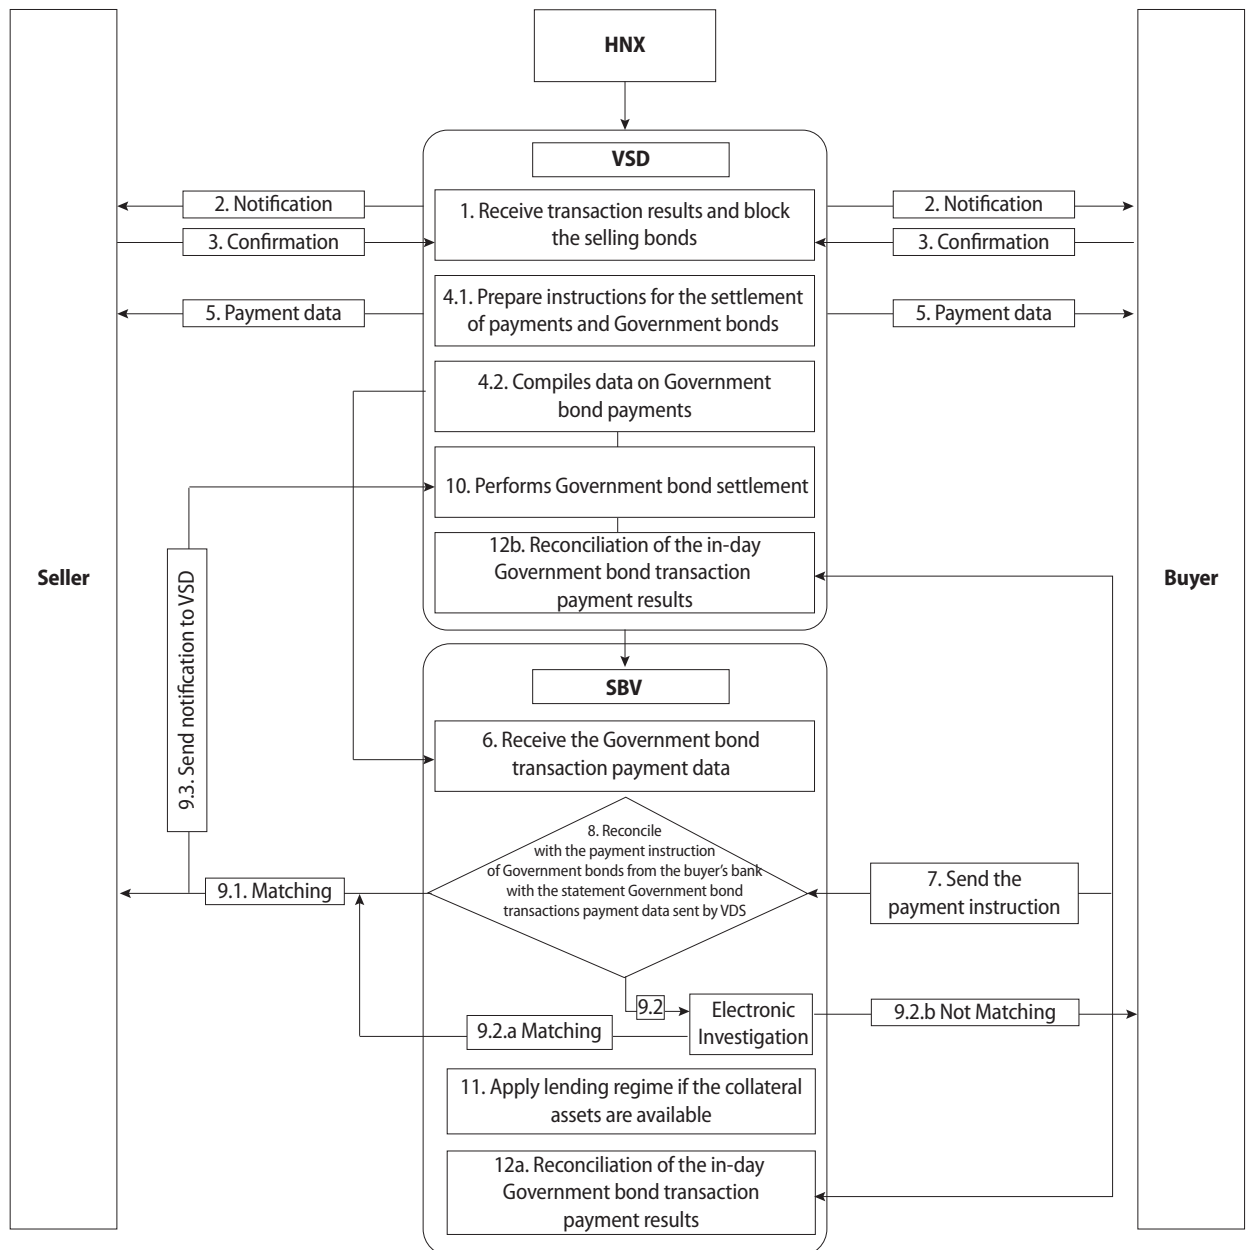 HNX
VSD
2. Notification
1. Receive transaction results and block
the selling bonds
2. Notification
3. Confirmation
3. Confirmation
5. Payment data
4.1. Prepare instructions for the settlement
of payments and Government bonds
5. Payment data
4.2. Compiles data on Government
bond payments
10. Performs Government bond settlement
12b. Reconciliation of the in-day
Government bond transaction
payment results
Seller
Buyer
9.3. Send notification to VSD
SBV
6. Receive the Government bond
transaction payment data
8. Reconcile
with the payment instruction
of Government bonds from the buyer's bank
with the statement Government bond
transactions payment data sent by VDS
9.1. Matching
7. Send the
payment instruction
9.2
Electronic
Investigation
9.2.a Matching
9.2.b Not Matching
11. Apply lending regime if the collateral
assets are available
12a. Reconciliation of the in-day
Government bond transaction
payment results